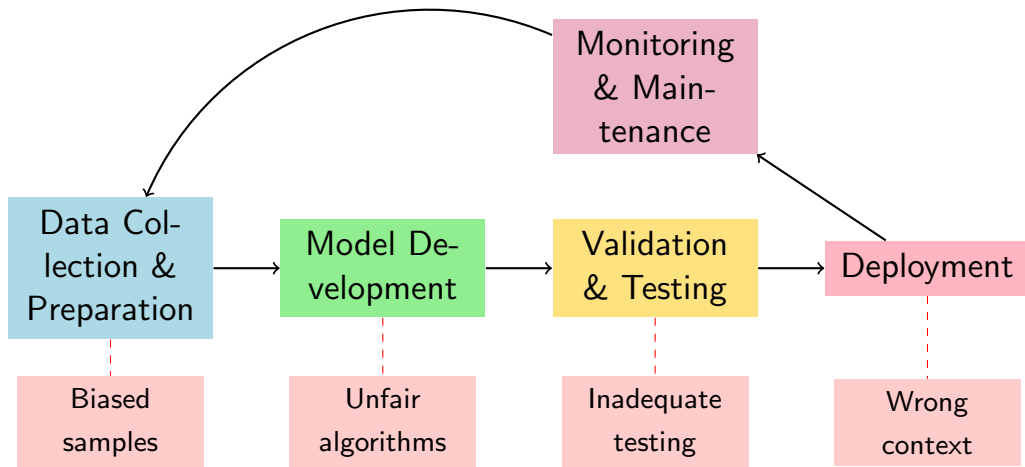 Monitoring
& Main-
tenance
Data Col-
lection &
Preparation
Model De-
velopment
Validation
& Testing
Deployment
Biased
samples
Unfair
algorithms
Inadequate
testing
Wrong
context